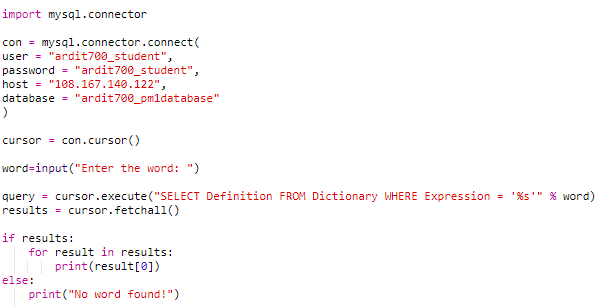 import mysql.connector
con = mysql.connector.connect(
user = "ardit700_student",
password = "ardit700_student",
host = "108.167.140.122",
database = "ardit700_pm1database"
)
cursor = con.cursor()
word=input("Enter the word: ")
query = cursor.execute("SELECT Definition FROM Dictionary WHERE Expression = '%s'" % word)
results = cursor.fetchall()
if results:
    for result in results:
        print(result[0])
else:
    print("No word found!")